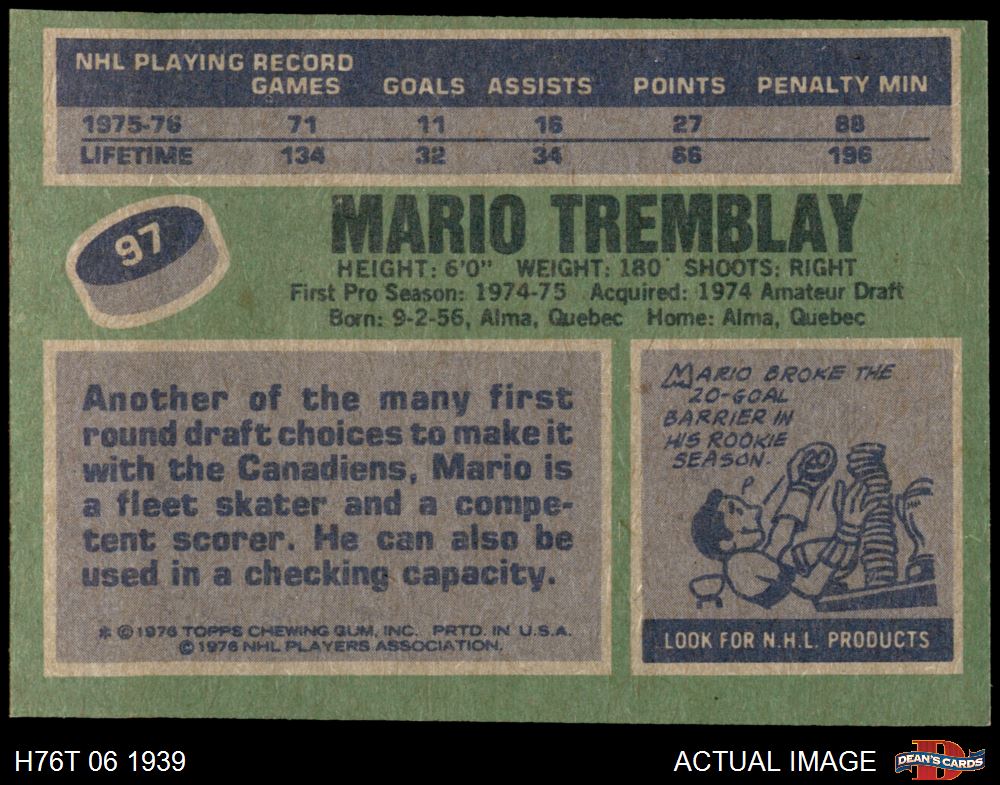 NHL PLAYING RECORD
GAMES GOALS ASSISTS POINTS PENALTY MIN
1975-76 71 11 16 27 88
LIFETIME 134 32 34 66 196
97
MARIO TREMBLAY
HEIGHT: 6'0" WEIGHT: 180 SHOOTS: RIGHT
First Pro Season: 1974-75 Acquired: 1974 Amateur Draft
Born: 9-2-56, Alma, Quebec Home: Alma, Quebec
Another of the many first
round draft choices to make it
with the Canadiens, Mario is
a fleet skater and a compe-
tent scorer. He can also be
used in a checking capacity.
* © 1976 TOPPS CHEWING GUM, INC. PRTD. IN U.S.A.
© 1976 NHL PLAYERS ASSOCIATION.
MARIO BROKE THE
20-GOAL
BARRIER IN
HIS ROOKIE
SEASON.
20
LOOK FOR N.H.L. PRODUCTS
H76T 06 1939 ACTUAL IMAGE
D
DEAN'S CARDS